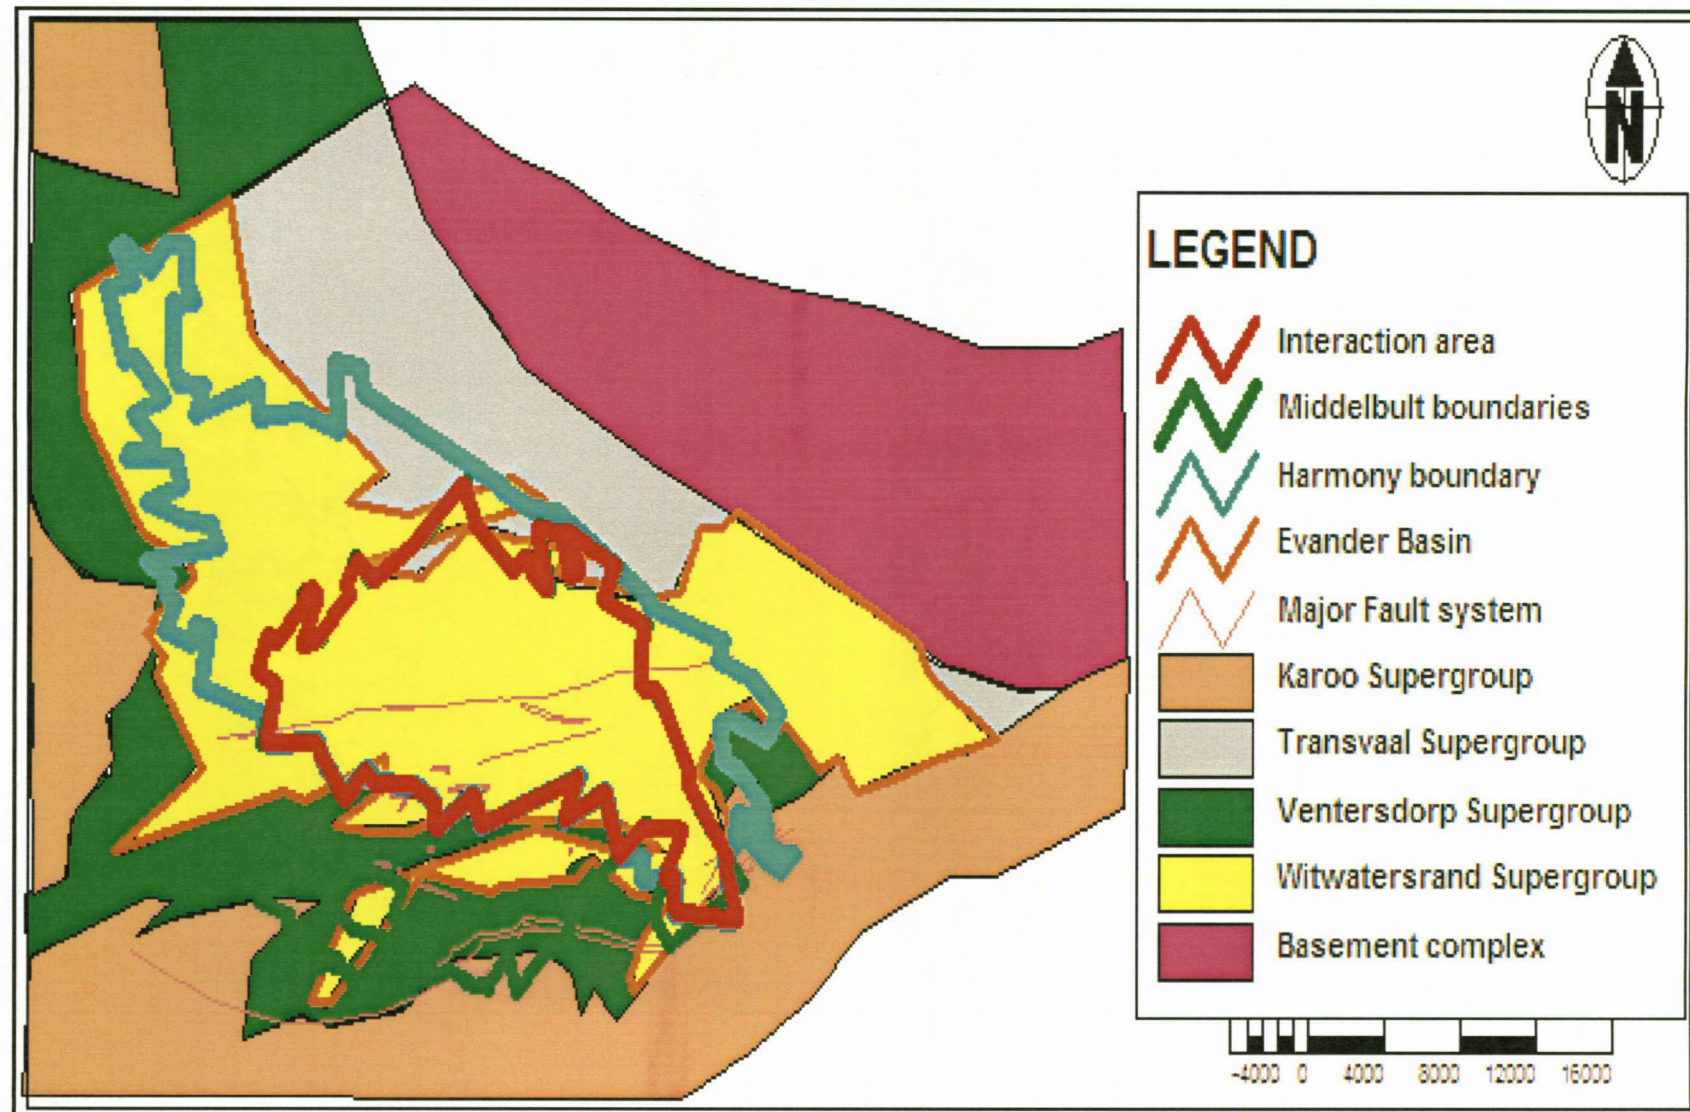 N
LEGEND
Interaction area
Middelbult boundaries
Harmony boundary
Evander Basin
Major Fault system
Karoo Supergroup
Transvaal Supergroup
Ventersdorp Supergroup
Witwatersrand Supergroup
Basement complex
-4000 0 4000 8000 12000 16000